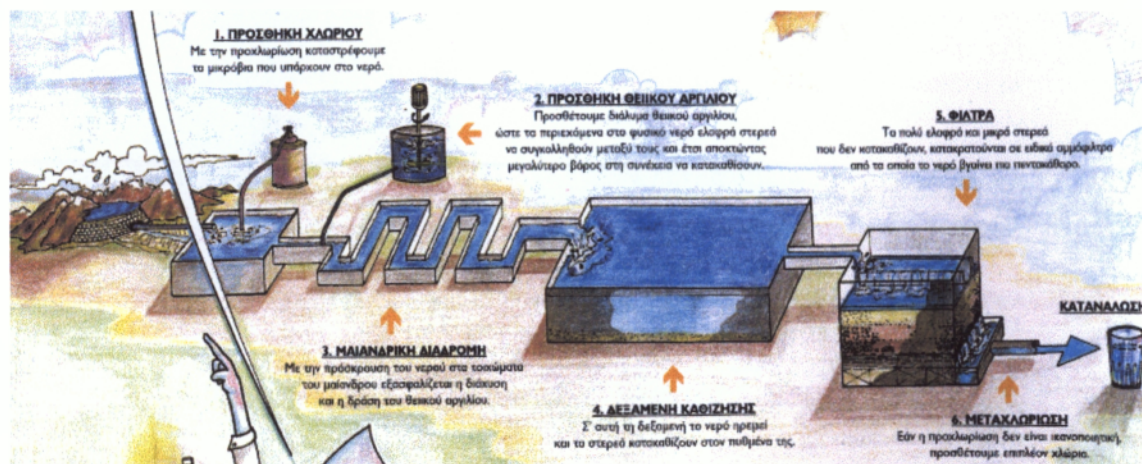 1. ΠΡΟΣΘΗΚΗ ΧΛΩΡΙΟΥ
Με την προχλωρίωση καταστρέφουμε
τα μικρόβια που υπάρχουν στο νερό.
2. ΠΡΟΣΘΗΚΗ ΘΕΙΙΚΟΥ ΑΡΓΙΛΙΟΥ
Προσθέτουμε διάλυμα θειικού αργιλίου,
ώστε τα περιεχόμενα στο φυσικό νερό ελαφρά στερεά
να συγκολληθούν μεταξύ τους και έτσι αποκτώντας
μεγαλύτερο βάρος στη συνέχεια να κατακαθίσουν.
5. ΦΙΛΤΡΑ
Τα πολύ ελαφρά και μικρά στερεά
που δεν κατακαθίζουν, κατακρατούνται σε ειδικά αμμόφιλτρα
από τα οποία το νερό βγαίνει πιο πεντακάθαρο.
3. ΜΑΙΑΝΔΡΙΚΗ ΔΙΑΔΡΟΜΗ
Με την πρόσκρουση του νερού στα τοιχώματα
του μαίανδρου εξασφαλίζεται η διάχυση
και η δράση του θειικού αργιλίου.
4. ΔΕΞΑΜΕΝΗ ΚΑΘΙΖΗΣΗΣ
Σ' αυτή τη δεξαμενή το νερό ηρεμεί
και τα στερεά κατακαθίζουν στον πυθμένα της.
ΚΑΤΑΝΑΛΩΣΗ
6. ΜΕΤΑΧΛΩΡΙΩΣΗ
Εάν η προχλωρίωση δεν είναι ικανοποιητική,
προσθέτουμε επιπλέον χλώριο.